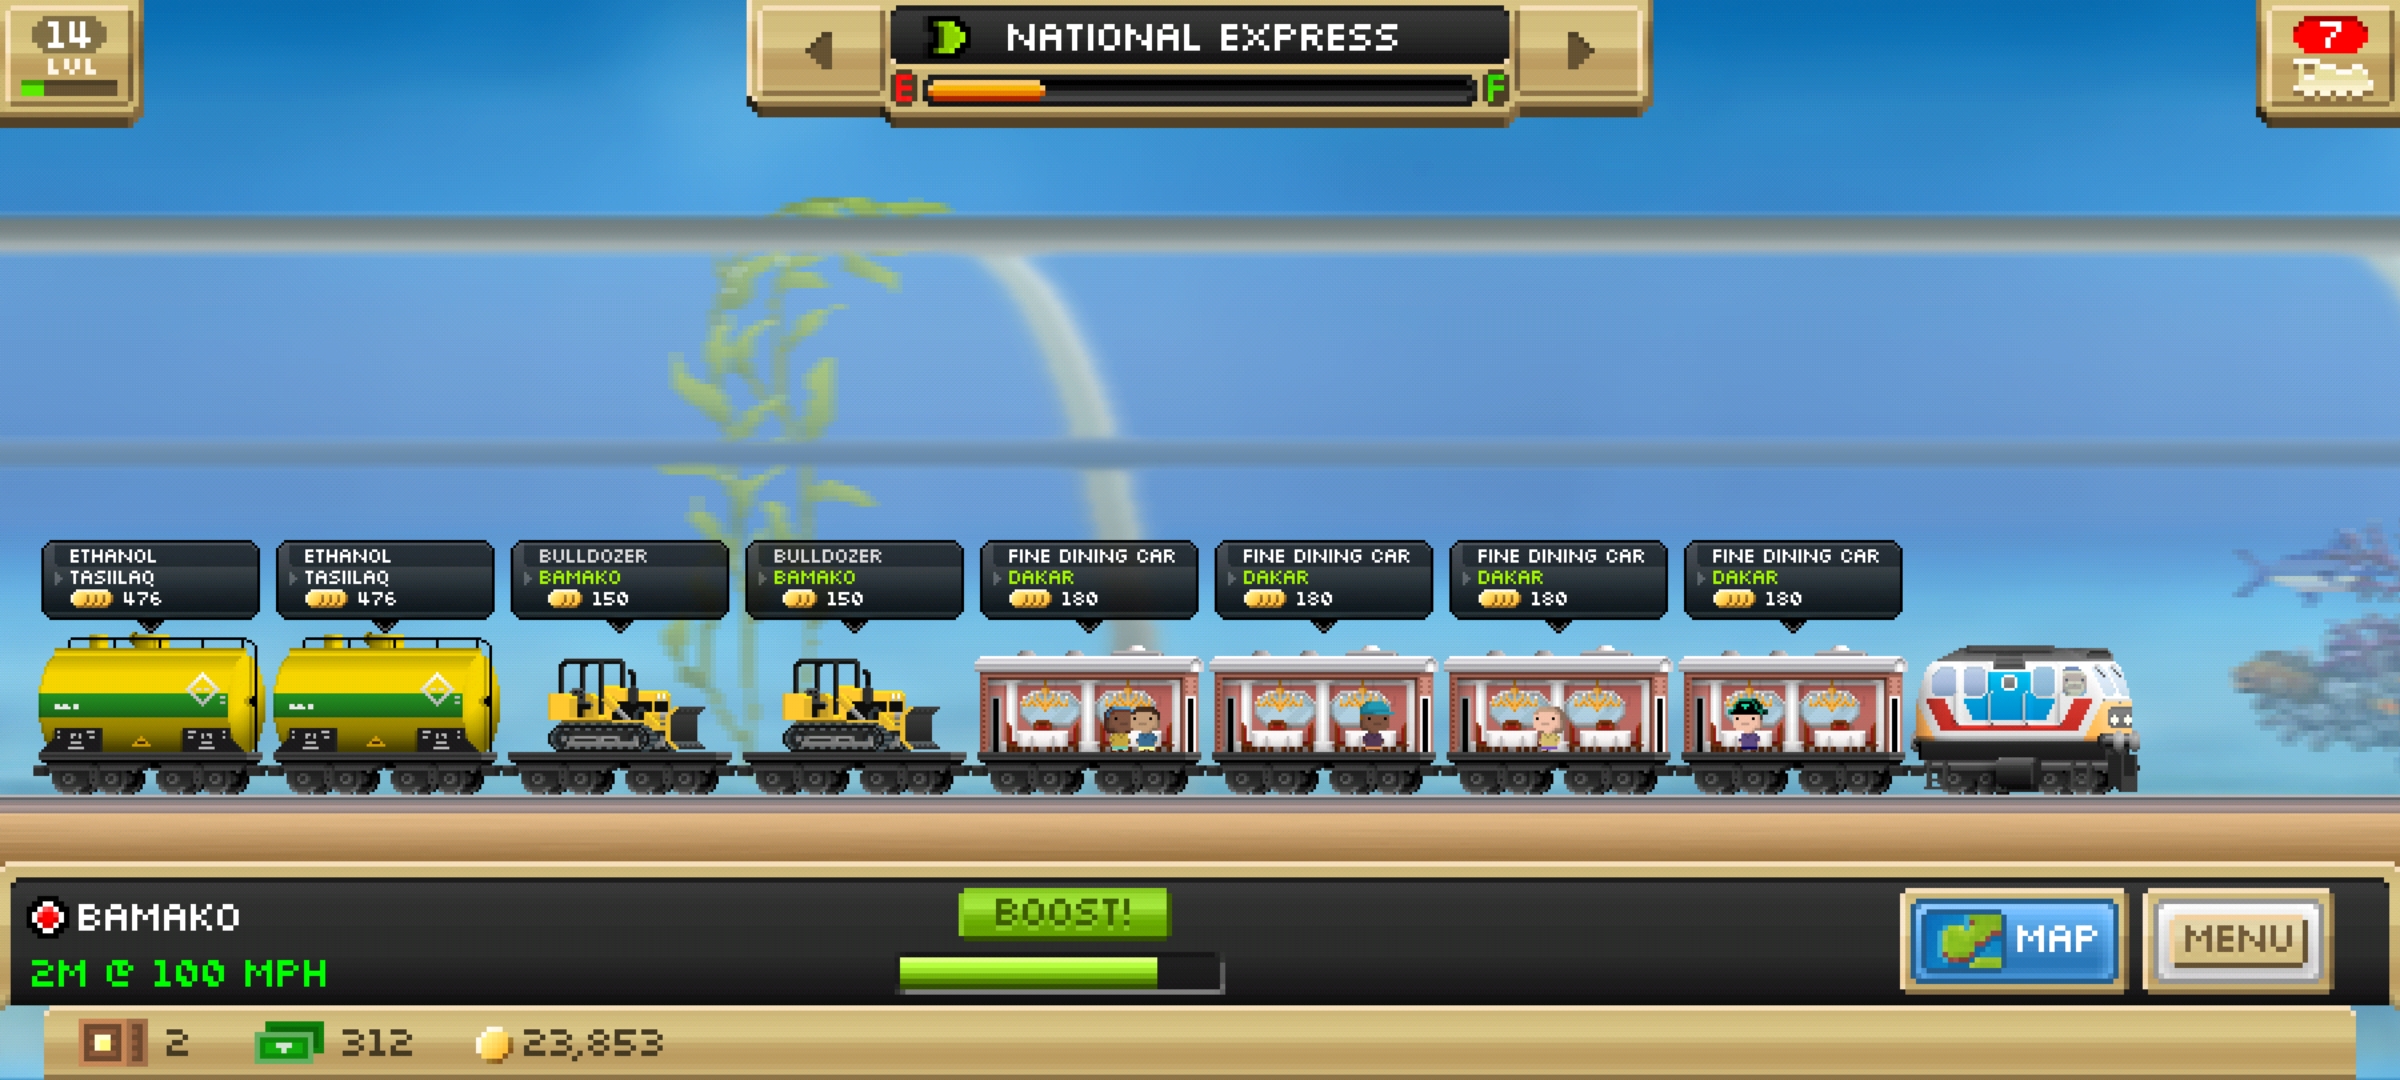 14
LVL
NATIONAL EXPRESS
E F
7
ETHANOL
TASIILAQ
476
ETHANOL
TASIILAQ
476
BULLDOZER
BAMAKO
150
BULLDOZER
BAMAKO
150
FINE DINING CAR
DAKAR
180
FINE DINING CAR
DAKAR
180
FINE DINING CAR
DAKAR
180
FINE DINING CAR
DAKAR
180
BAMAKO
2M @ 100 MPH
BOOST!
MAP
MENU
2
312
23,853